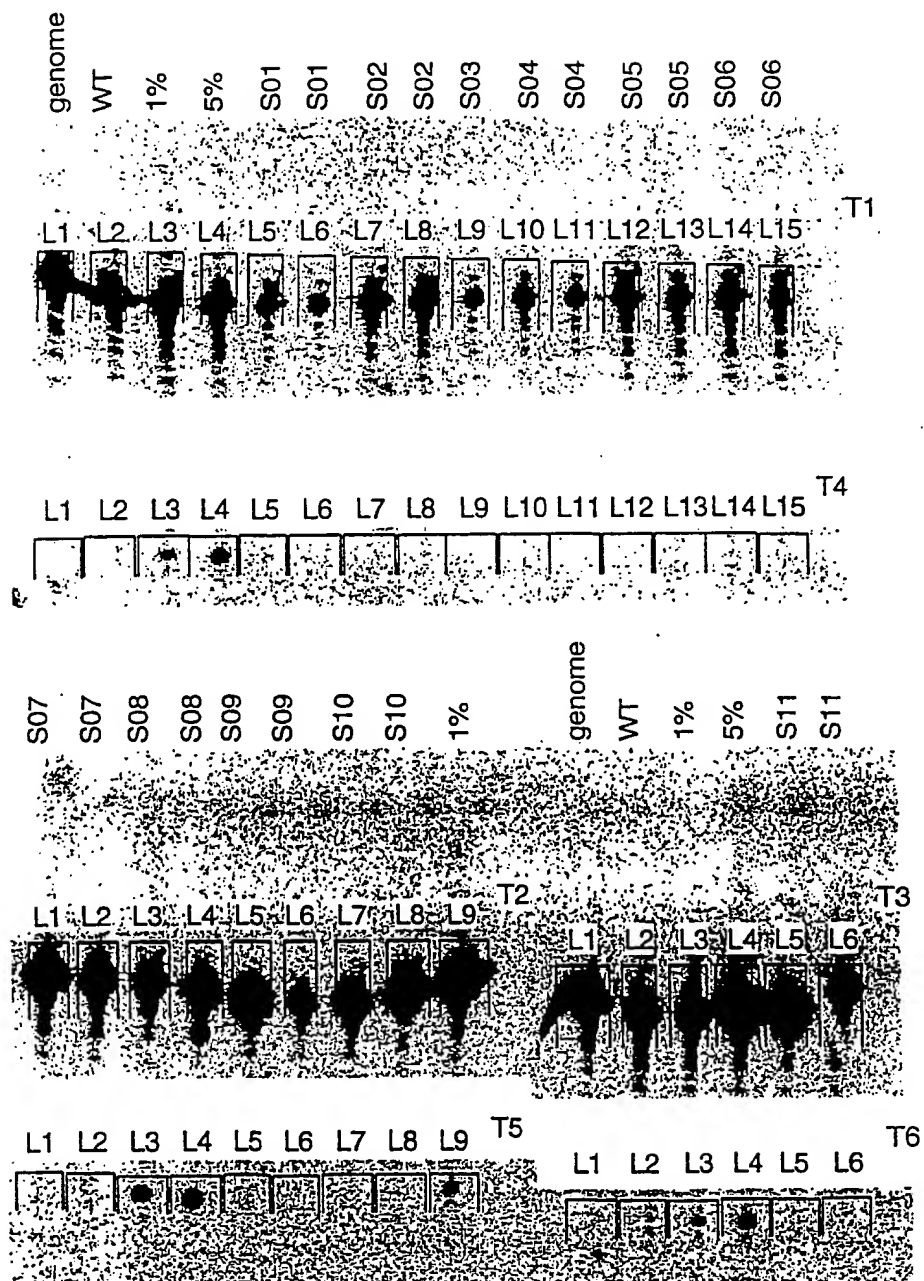 genome WT 1% 5% S01 S01 S02 S02 S03 S04 S04 S05 S05 S06 S06
T1
L1 L2 L3 L4 L5 L6 L7 L8 L9 L10 L11 L12 L13 L14 L15
T4
L1 L2 L3 L4 L5 L6 L7 L8 L9 L10 L11 L12 L13 L14 L15
S07 S07 S08 S08 S09 S09 S10 S10 1% genome WT 1% 5% S11 S11
L1 L2 L3 L4 L5 L6 L7 L8 L9 T2
T3
L1 L2 L3 L4 L5 L6
L1 L2 L3 L4 L5 L6 L7 L8 L9 T5
T6
L1 L2 L3 L4 L5 L6